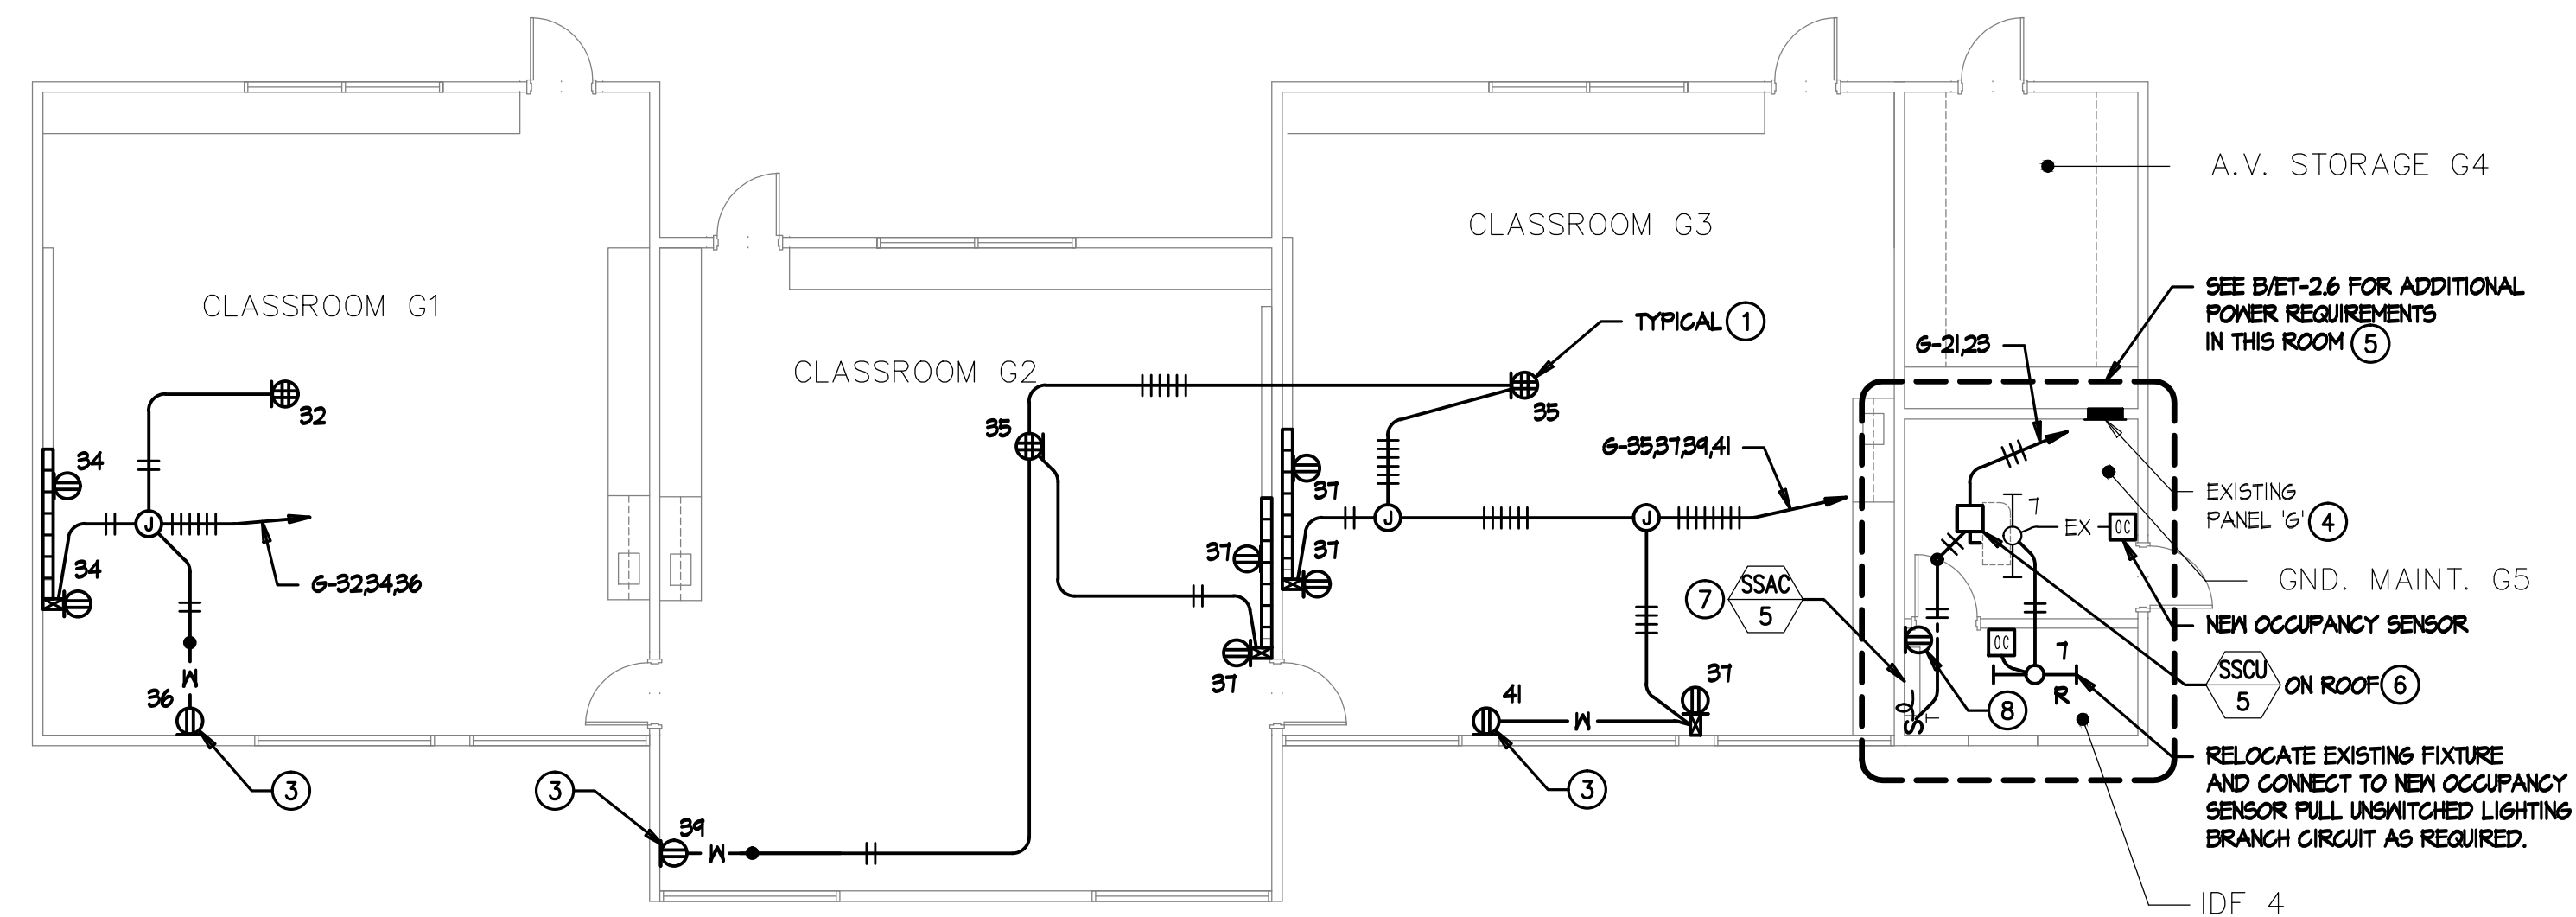 CLASSROOM G1
32
34
34
J
G-32,34,36
W
36
3
CLASSROOM G2
35
37
37
3
39
W
CLASSROOM G3
TYPICAL 1
35
37
37
J
J
G-35,37,39,41
41
W
37
3
A.V. STORAGE G4
SEE B/ET-2.6 FOR ADDITIONAL
POWER REQUIREMENTS
IN THIS ROOM 5
G-21,23
EXISTING
PANEL 'G' 4
7
EX
OC
GND. MAINT. G5
NEW OCCUPANCY SENSOR
7 SSAC
5
OC
7
R
SSCU
5
ON ROOF 6
8
S
T
RELOCATE EXISTING FIXTURE
AND CONNECT TO NEW OCCUPANCY
SENSOR PULL UNSWITCHED LIGHTING
BRANCH CIRCUIT AS REQUIRED.
IDF 4